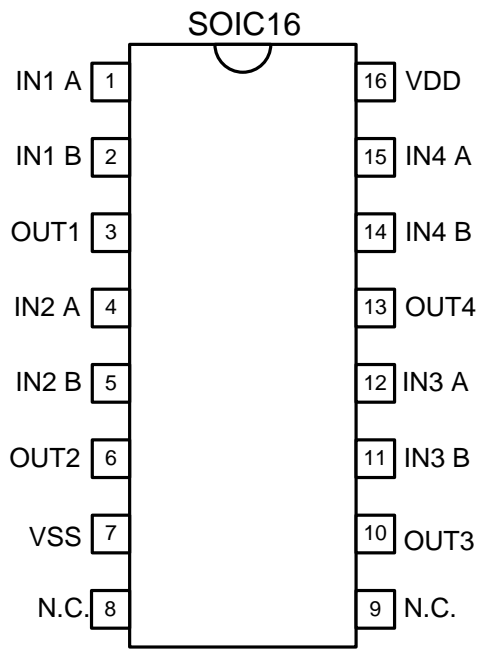 SOIC16
IN1 A 1 16 VDD
IN1 B 2 15 IN4 A
OUT1 3 14 IN4 B
IN2 A 4 13 OUT4
IN2 B 5 12 IN3 A
OUT2 6 11 IN3 B
VSS 7 10 OUT3
N.C. 8 9 N.C.